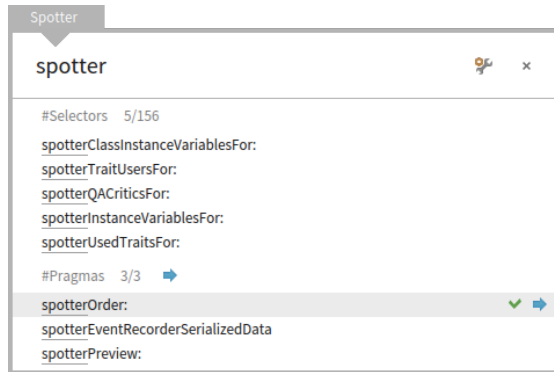 Spotter
spotter
#Selectors 5/156
spotterClassInstanceVariablesFor:
spotterTraitUsersFor:
spotterQACriticsFor:
spotterInstanceVariablesFor:
spotterUsedTraitsFor:
#Pragmas 3/3
spotterOrder:
spotterEventRecorderSerializedData
spotterPreview: